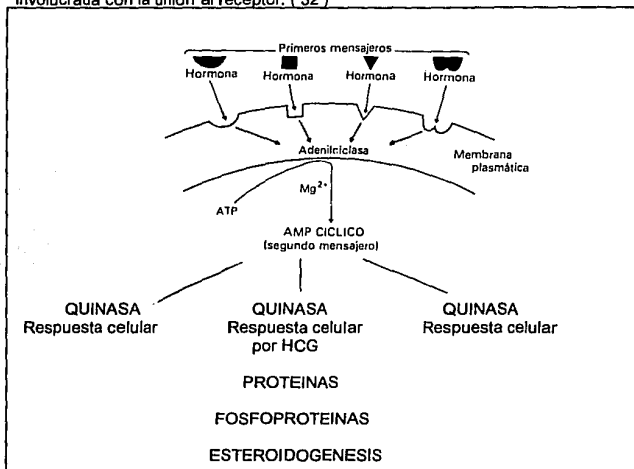 involucrada con la unión al receptor. ( 32 )
Primeros mensajeros
Hormona Hormona Hormona Hormona
Adenilciclasa
Membrana
plasmática
Mg²⁺
ATP
AMP CICLICO
(segundo mensajero)
QUINASA QUINASA QUINASA
Respuesta celular Respuesta celular Respuesta celular
por HCG
PROTEINAS
FOSFOPROTEINAS
ESTEROIDOGENESIS